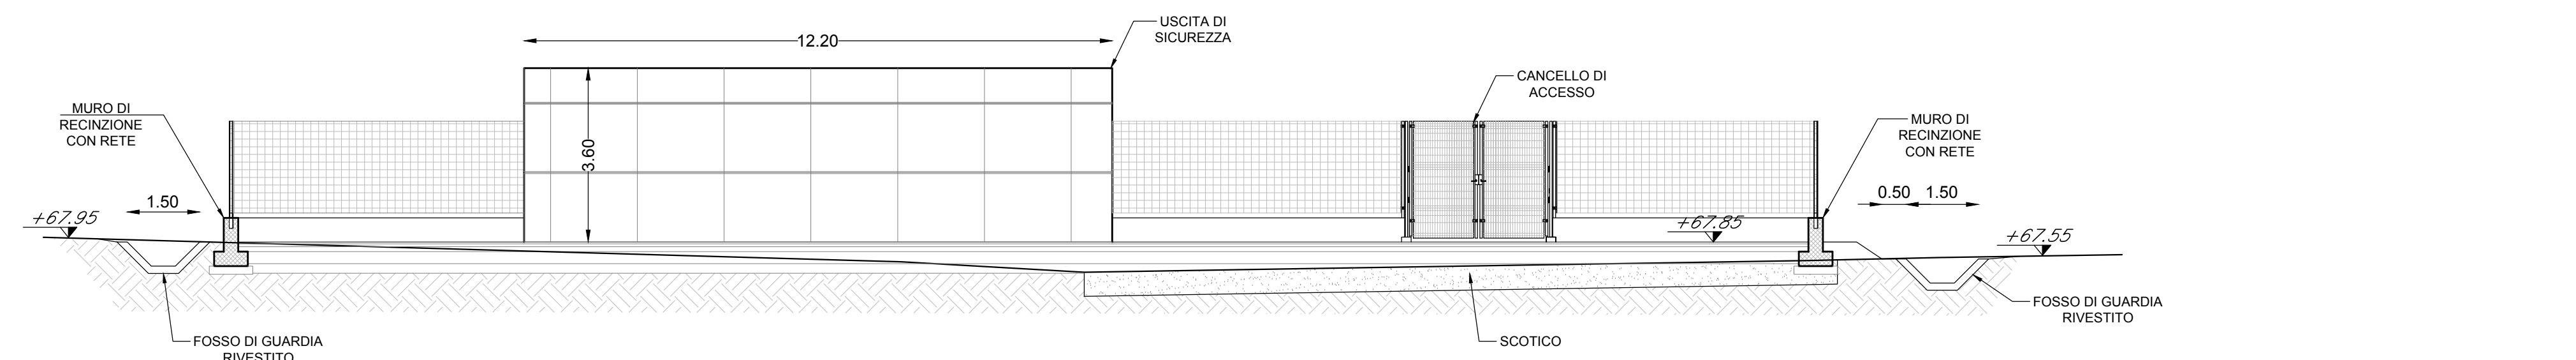 USCITA DI
SICUREZZA
12.20
CANCELLO DI
ACCESSO
MURO DI
RECINZIONE
CON RETE
3.60
MURO DI
RECINZIONE
CON RETE
1.50
0.50 1.50
+67.95
+67.85
+67.55
FOSSO DI GUARDIA
RIVESTITO
FOSSO DI GUARDIA
RIVESTITO
SCOTICO